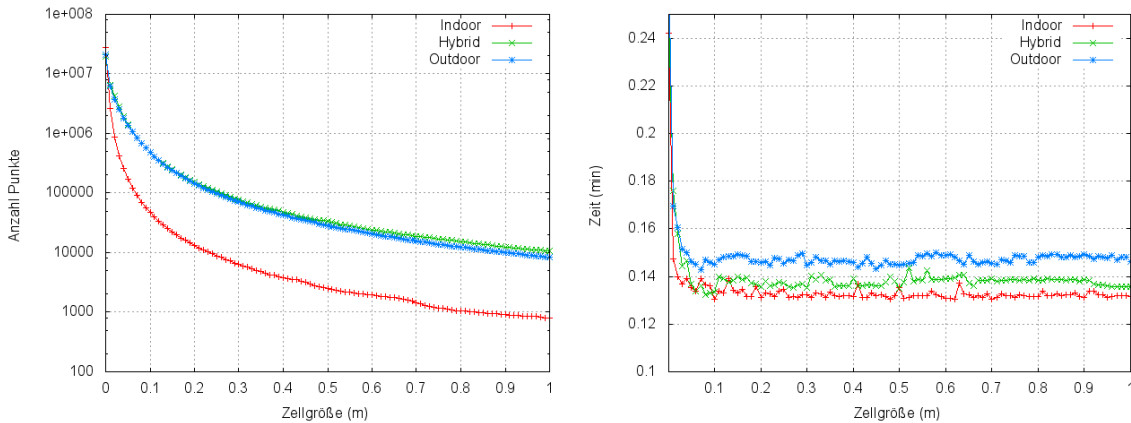 1e+008
1e+007
1e+006
100000
10000
1000
100
0
0.1
0.2
0.3
0.4
0.5
0.6
0.7
0.8
0.9
1
Anzahl Punkte
Zellgröße (m)
Indoor
Hybrid
Outdoor
0.24
0.22
0.2
0.18
0.16
0.14
0.12
0.1
0.1
0.2
0.3
0.4
0.5
0.6
0.7
0.8
0.9
1
Zeit (min)
Zellgröße (m)
Indoor
Hybrid
Outdoor